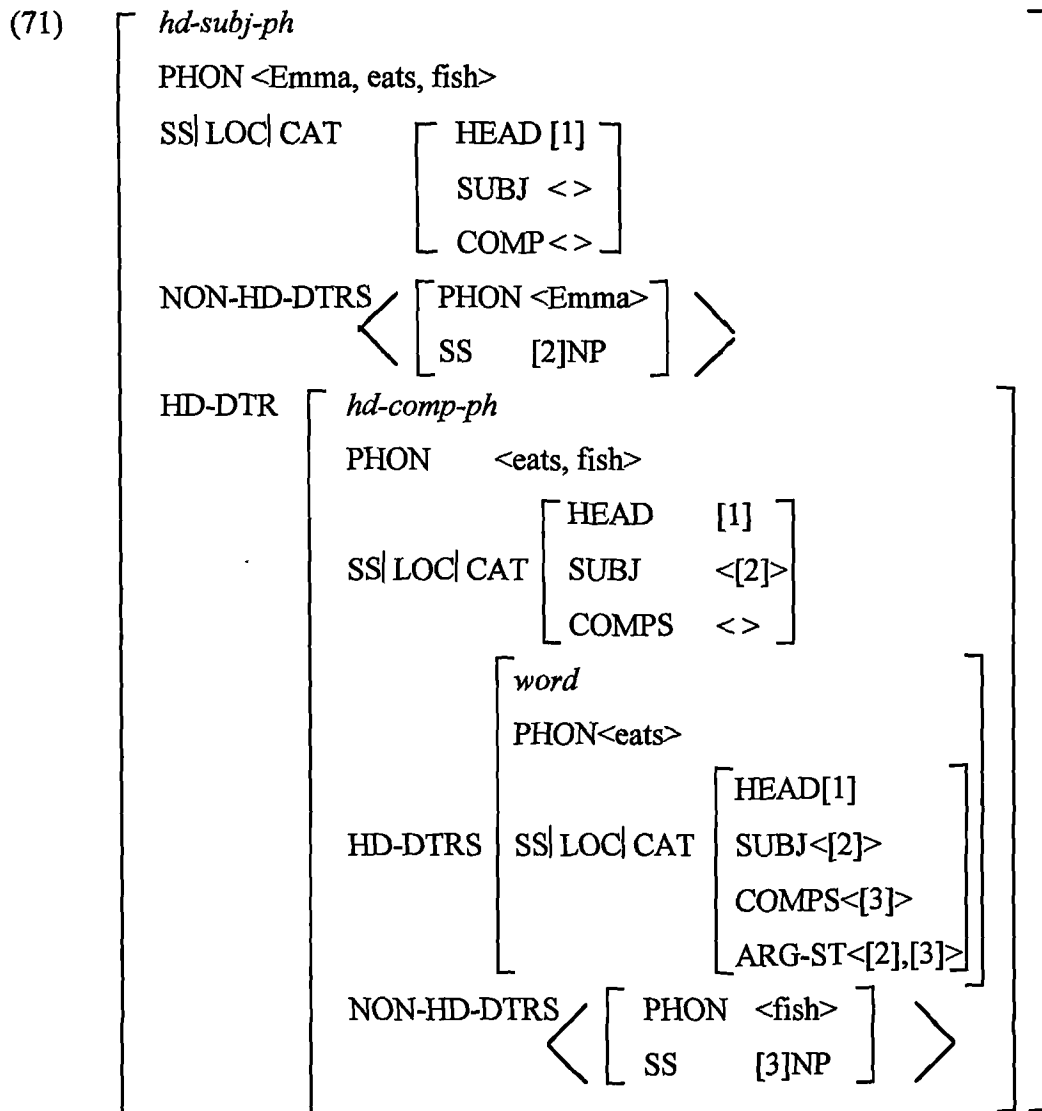 (71) hd-subj-ph
PHON <Emma, eats, fish>
SS| LOC| CAT
HEAD [1]
SUBJ < >
COMP< >
NON-HD-DTRS < PHON <Emma>
SS [2]NP >
HD-DTR hd-comp-ph
PHON <eats, fish>
SS| LOC| CAT
HEAD [1]
SUBJ <[2]>
COMPS < >
HD-DTRS
word
PHON<eats>
SS| LOC| CAT
HEAD[1]
SUBJ<[2]>
COMPS<[3]>
ARG-ST<[2],[3]>
NON-HD-DTRS < PHON <fish>
SS [3]NP >